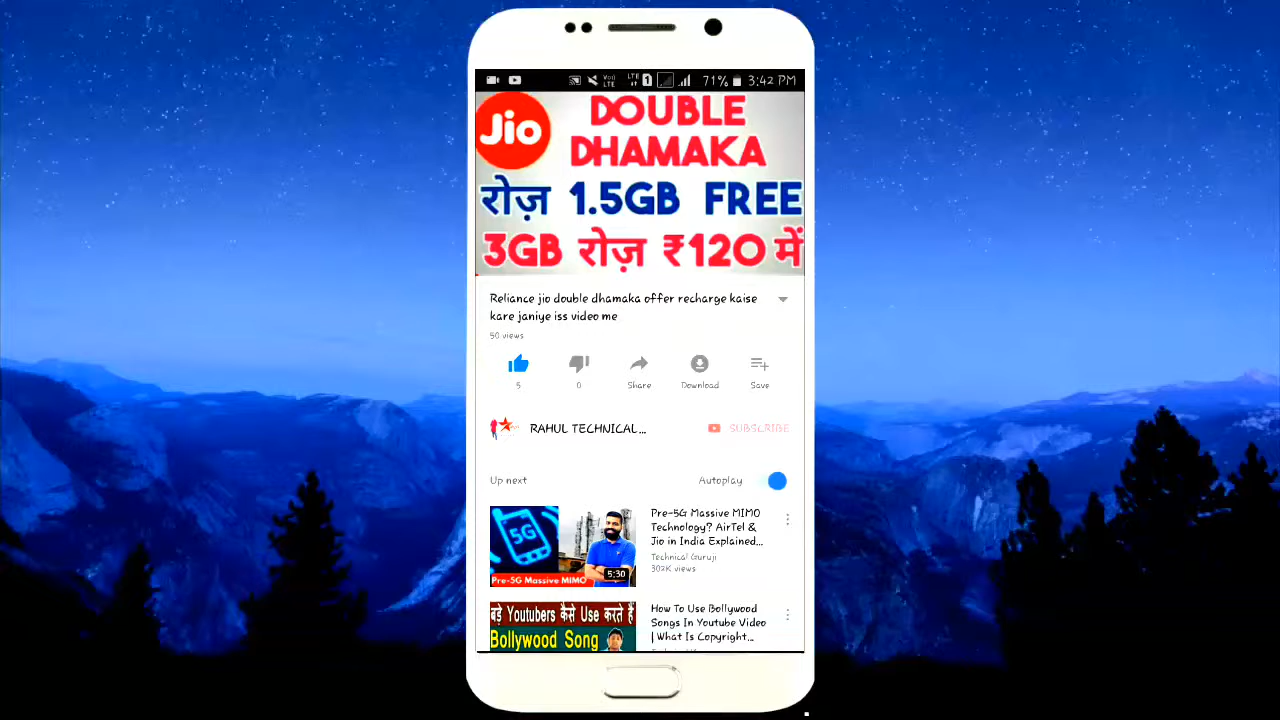 VoLTE LTE 1 71% 3:42 PM
Jio
DOUBLE
DHAMAKA
रोज़ 1.5GB FREE
3GB रोज़ ₹120 में
Reliance jio double dhamaka offer recharge kaise
kare janiye iss video me
50 views
5 0 Share Download Save
RAHUL TECHNICAL... SUBSCRIBE
Up next Autoplay
5G
5:30
Pre-5G Massive MIMO
Pre-5G Massive MIMO
Technology? AirTel &
Jio in India Explained...
Technical Guruji
302K views
बड़े Youtubers कैसे Use करते हैं
Bollywood Song
How To Use Bollywood
Songs In Youtube Video
| What Is Copyright...